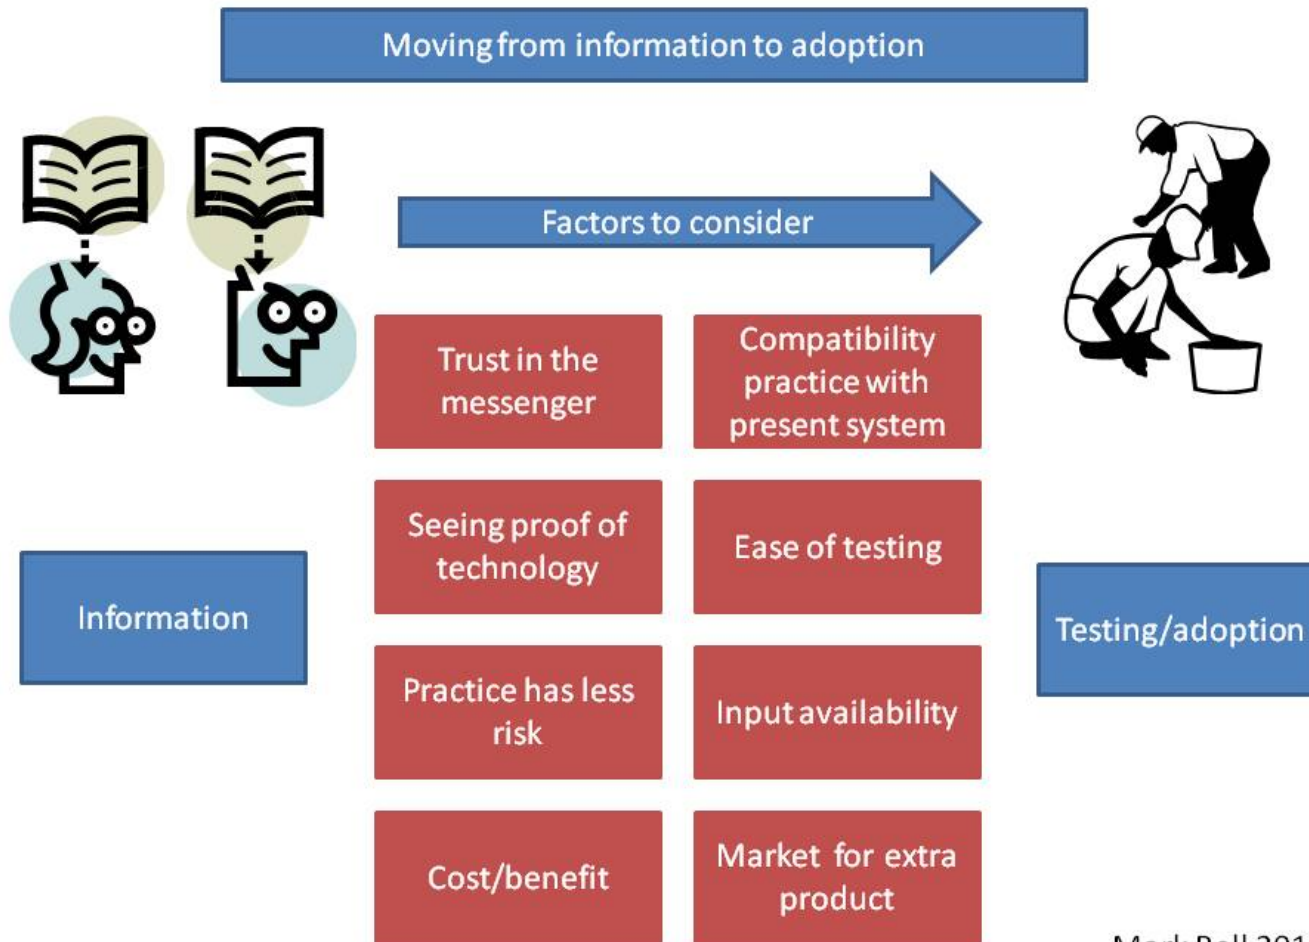 Moving from information to adoption
Factors to consider
Trust in the
messenger
Compatibility
practice with
present system
Seeing proof of
technology
Ease of testing
Information
Testing/adoption
Practice has less
risk
Input availability
Cost/benefit
Market for extra
product